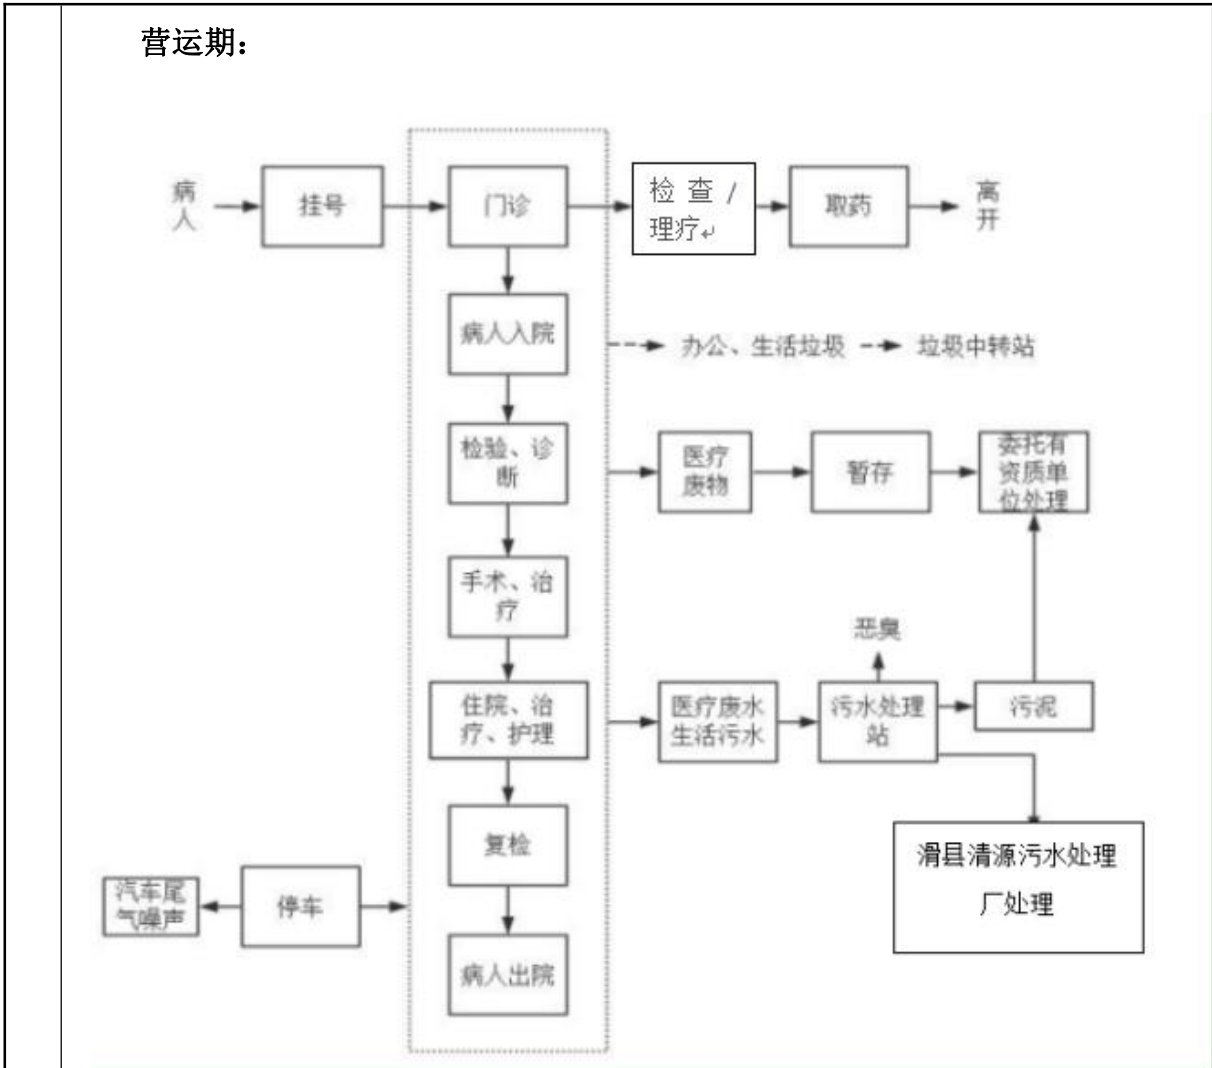 营运期：
病
人
挂号
门诊
检查/
理疗↵
取药
离
开
病人入院
办公、生活垃圾
垃圾中转站
检验、诊
断
医疗
废物
暂存
委托有
资质单
位处理
手术、治
疗
恶臭
住院、治
疗、护理
医疗废水
生活污水
污水处理
站
污泥
复检
滑县清源污水处理
厂处理
汽车尾
气噪声
停车
病人出院